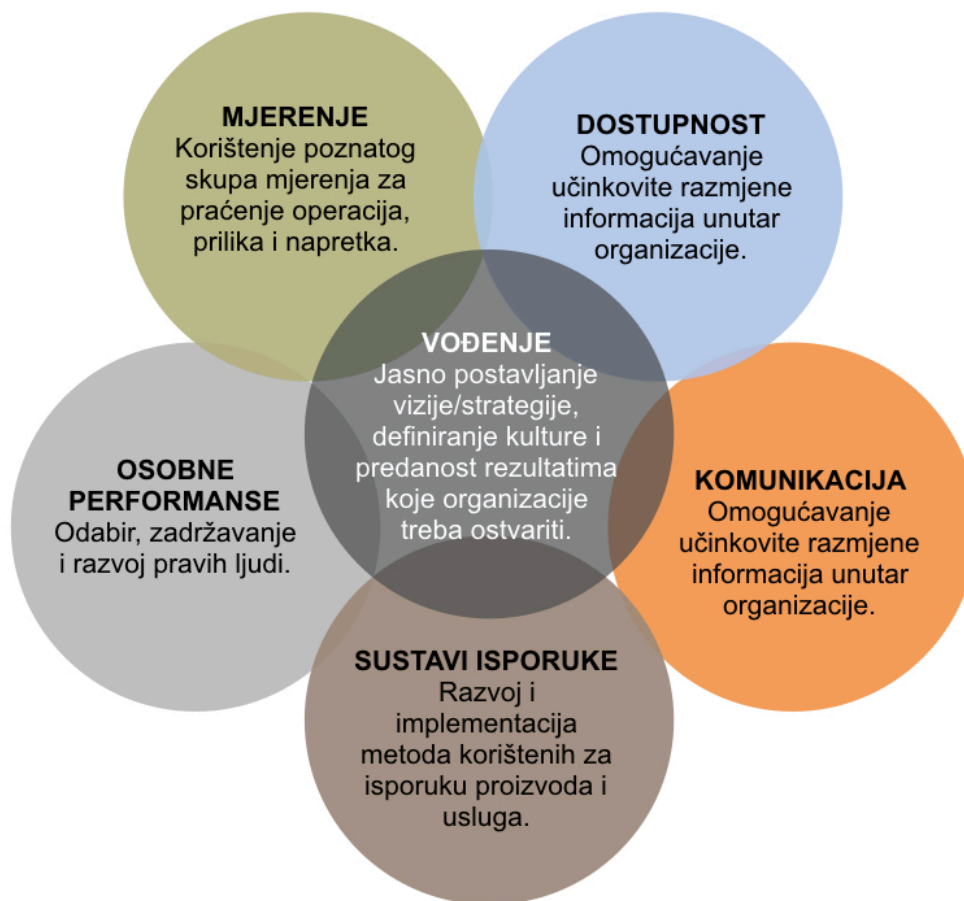 MJERENJE
Korištenje poznatog
skupa mjerenja za
praćenje operacija,
prilika i napretka.
DOSTUPNOST
Omogućavanje
učinkovite razmjene
informacija unutar
organizacije.
VOĐENJE
Jasno postavljanje
vizije/strategije,
definiranje kulture i
predanost rezultatima
koje organizacije
treba ostvariti.
OSOBNE
PERFORMANSE
Odabir, zadržavanje
i razvoj pravih ljudi.
KOMUNIKACIJA
Omogućavanje
učinkovite razmjene
informacija unutar
organizacije.
SUSTAVI ISPORUKE
Razvoj i
implementacija
metoda korištenih za
isporuku proizvoda i
usluga.